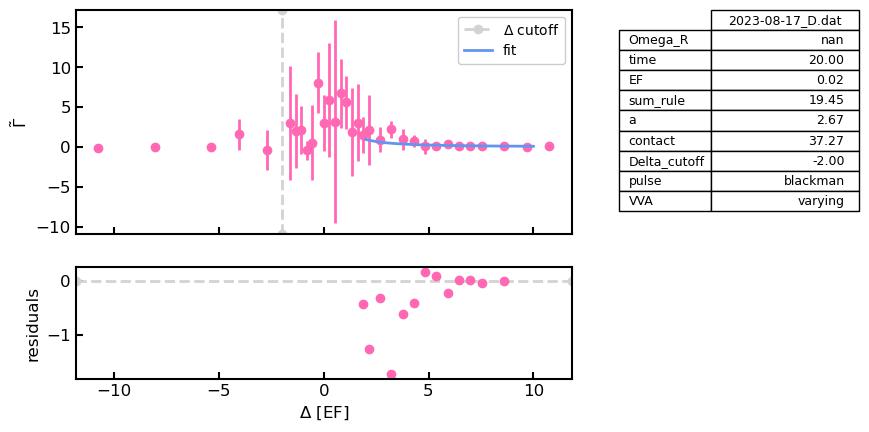 15
10
5
0
−5
−10
Γ̃
Δ cutoff
fit
0
−1
residuals
−10 −5 0 5 10
Δ [EF]
2023-08-17_D.dat
Omega_R nan
time 20.00
EF 0.02
sum_rule 19.45
a 2.67
contact 37.27
Delta_cutoff -2.00
pulse blackman
VVA varying